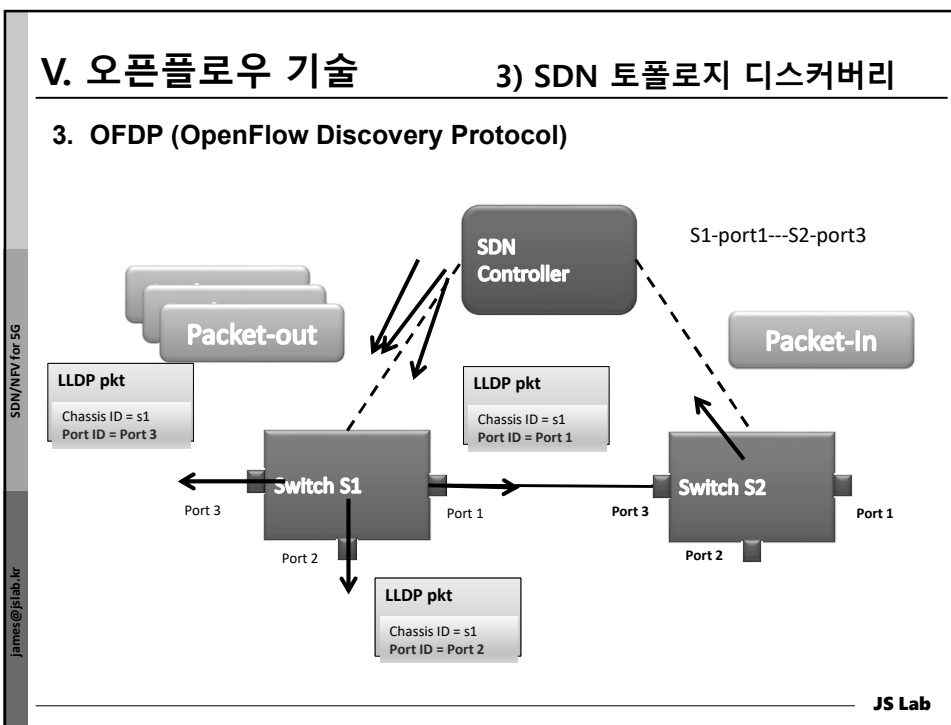 V. 오픈플로우 기술
3) SDN 토폴로지 디스커버리
3. OFDP (OpenFlow Discovery Protocol)
SDN
Controller
S1-port1---S2-port3
Packet-out
Packet-In
LLDP pkt
Chassis ID = s1
Port ID = Port 3
LLDP pkt
Chassis ID = s1
Port ID = Port 1
Switch S1
Switch S2
Port 3
Port 1
Port 3
Port 1
Port 2
Port 2
LLDP pkt
Chassis ID = s1
Port ID = Port 2
SDN/NFV for 5G
james@jslab.kr
JS Lab